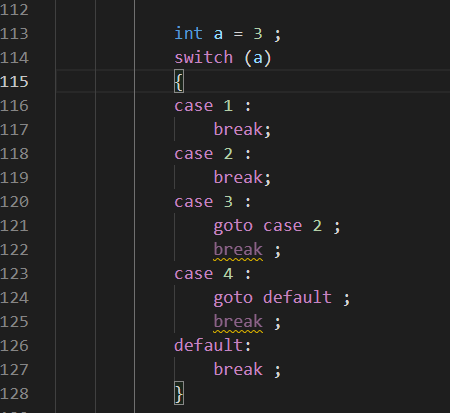 112
113 int a = 3 ;
114 switch (a)
115 {
116 case 1 :
117 break;
118 case 2 :
119 break;
120 case 3 :
121 goto case 2 ;
122 break ;
123 case 4 :
124 goto default ;
125 break ;
126 default:
127 break ;
128 }